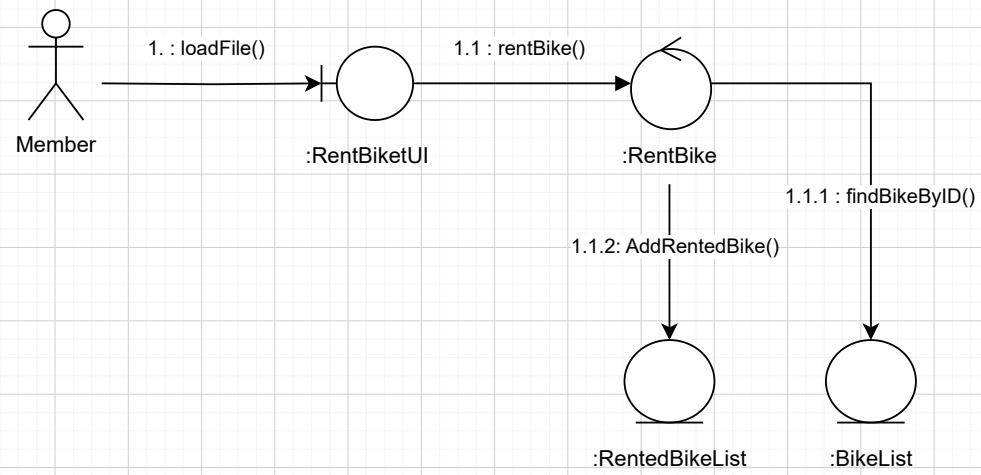 1. : loadFile()
1.1 : rentBike()
Member
:RentBiketUI
:RentBike
1.1.1 : findBikeByID()
1.1.2: AddRentedBike()
:RentedBikeList
:BikeList